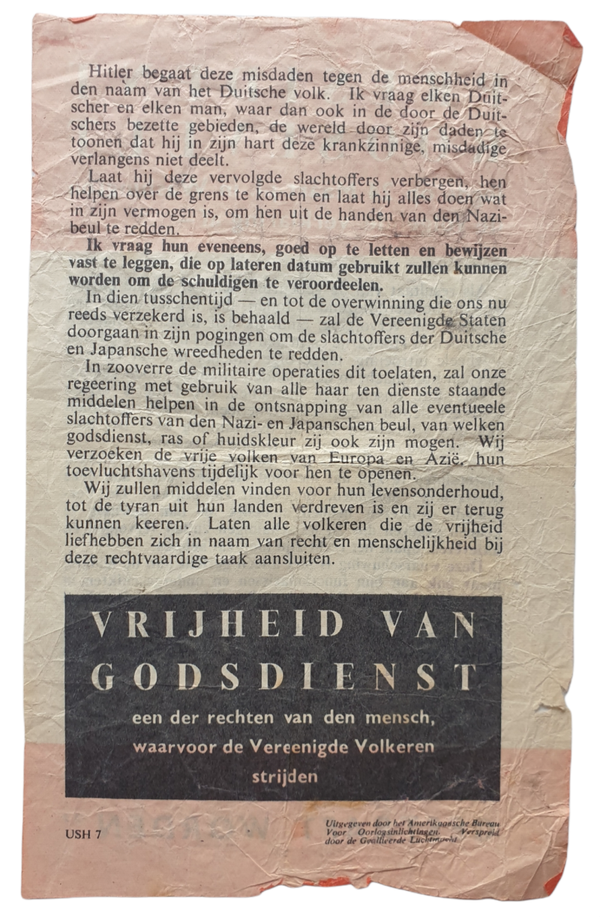 Hitler begaat deze misdaden tegen de menschheid in
den naam van het Duitsche volk. Ik vraag elken Duit-
scher en elken man, waar dan ook in de door de Duit-
schers bezette gebieden, de wereld door zijn daden te
toonen dat hij in zijn hart deze krankzinnige, misdadige
verlangens niet deelt.
Laat hij deze vervolgde slachtoffers verbergen, hen
helpen over de grens te komen en laat hij alles doen wat
in zijn vermogen is, om hen uit de handen van den Nazi-
beul te redden.
Ik vraag hun eveneens, goed op te letten en bewijzen
vast te leggen, die op lateren datum gebruikt zullen kunnen
worden om de schuldigen te veroordeelen.
In dien tusschentijd — en tot de overwinning die ons nu
reeds verzekerd is, is behaald — zal de Vereenigde Staten
doorgaan in zijn pogingen om de slachtoffers der Duitsche
en Japansche wreedheden te redden.
In zooverre de militaire operaties dit toelaten, zal onze
regeering met gebruik van alle haar ten dienste staande
middelen helpen in de ontsnapping van alle eventueele
slachtoffers van den Nazi- en Japanschen beul, van welken
godsdienst, ras of huidskleur zij ook zijn mogen. Wij
verzoeken de vrije volken van Europa en Azië, hun
toevluchtshavens tijdelijk voor hen te openen.
Wij zullen middelen vinden voor hun levensonderhoud,
tot de tyran uit hun landen verdreven is en zij er terug
kunnen keeren. Laten alle volkeren die de vrijheid
liefhebben zich in naam van recht en menschelijkheid bij
deze rechtvaardige taak aansluiten.
VRIJHEID VAN
GODSDIENST
een der rechten van den mensch,
waarvoor de Vereenigde Volkeren
strijden
USH 7
Uitgegeven door het Amerikaansche Bureau
Voor Oorlogsinlichtingen. Verspreid
door de Geallieerde Luchtmacht.